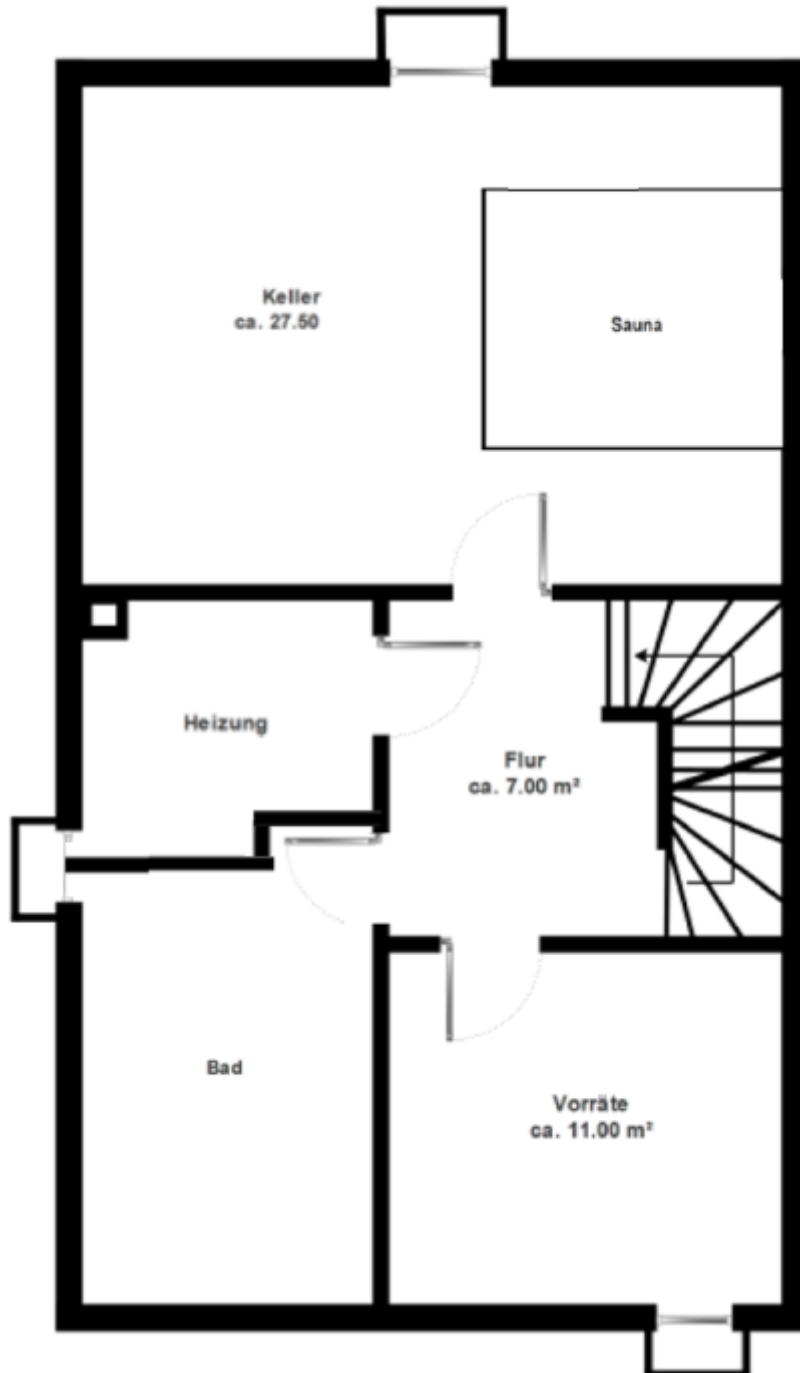 Keller
ca. 27.50
Sauna
Heizung
Flur
ca. 7.00 m²
Bad
Vorräte
ca. 11.00 m²